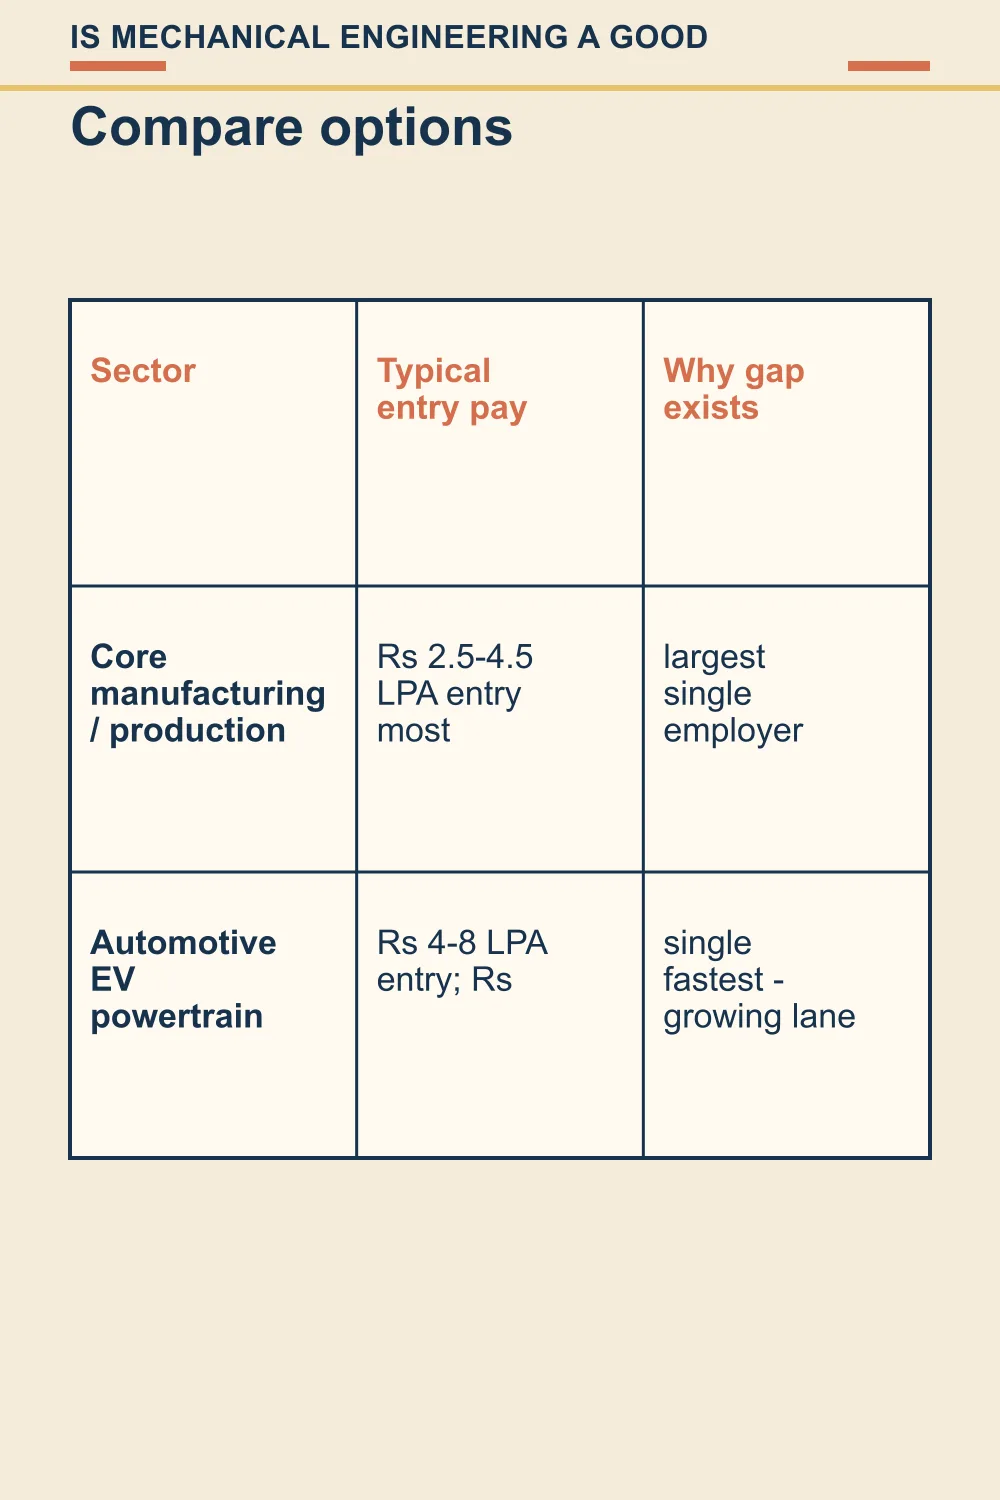 IS MECHANICAL ENGINEERING A GOOD
Compare options
Sector
Typical
entry pay
Why gap
exists
Core
manufacturing
/ production
Rs 2.5-4.5
LPA entry
most
largest
single
employer
Automotive
EV
powertrain
Rs 4-8 LPA
entry; Rs
single
fastest -
growing lane